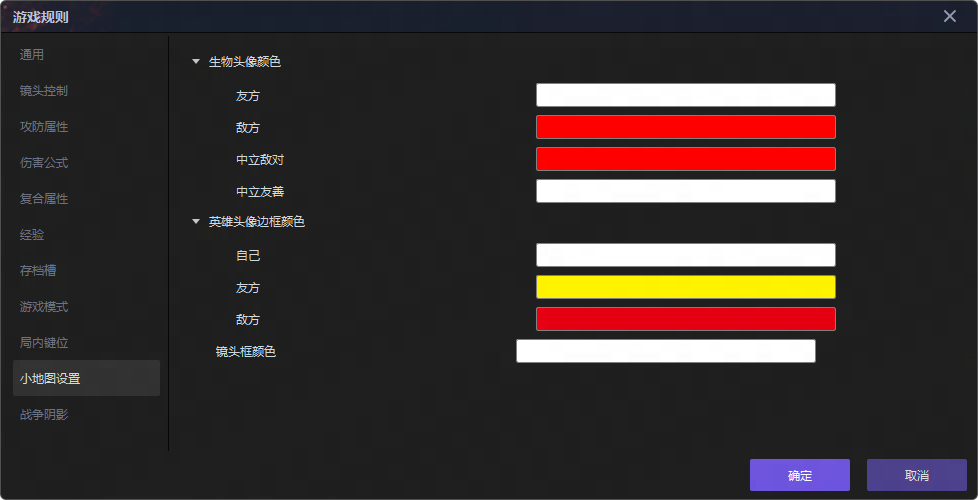 游戏规则
通用
镜头控制
攻防属性
伤害公式
复合属性
经验
存档槽
游戏模式
局内键位
小地图设置
战争阴影
生物头像颜色
友方
敌方
中立敌对
中立友善
英雄头像边框颜色
自己
友方
敌方
镜头框颜色
确定
取消